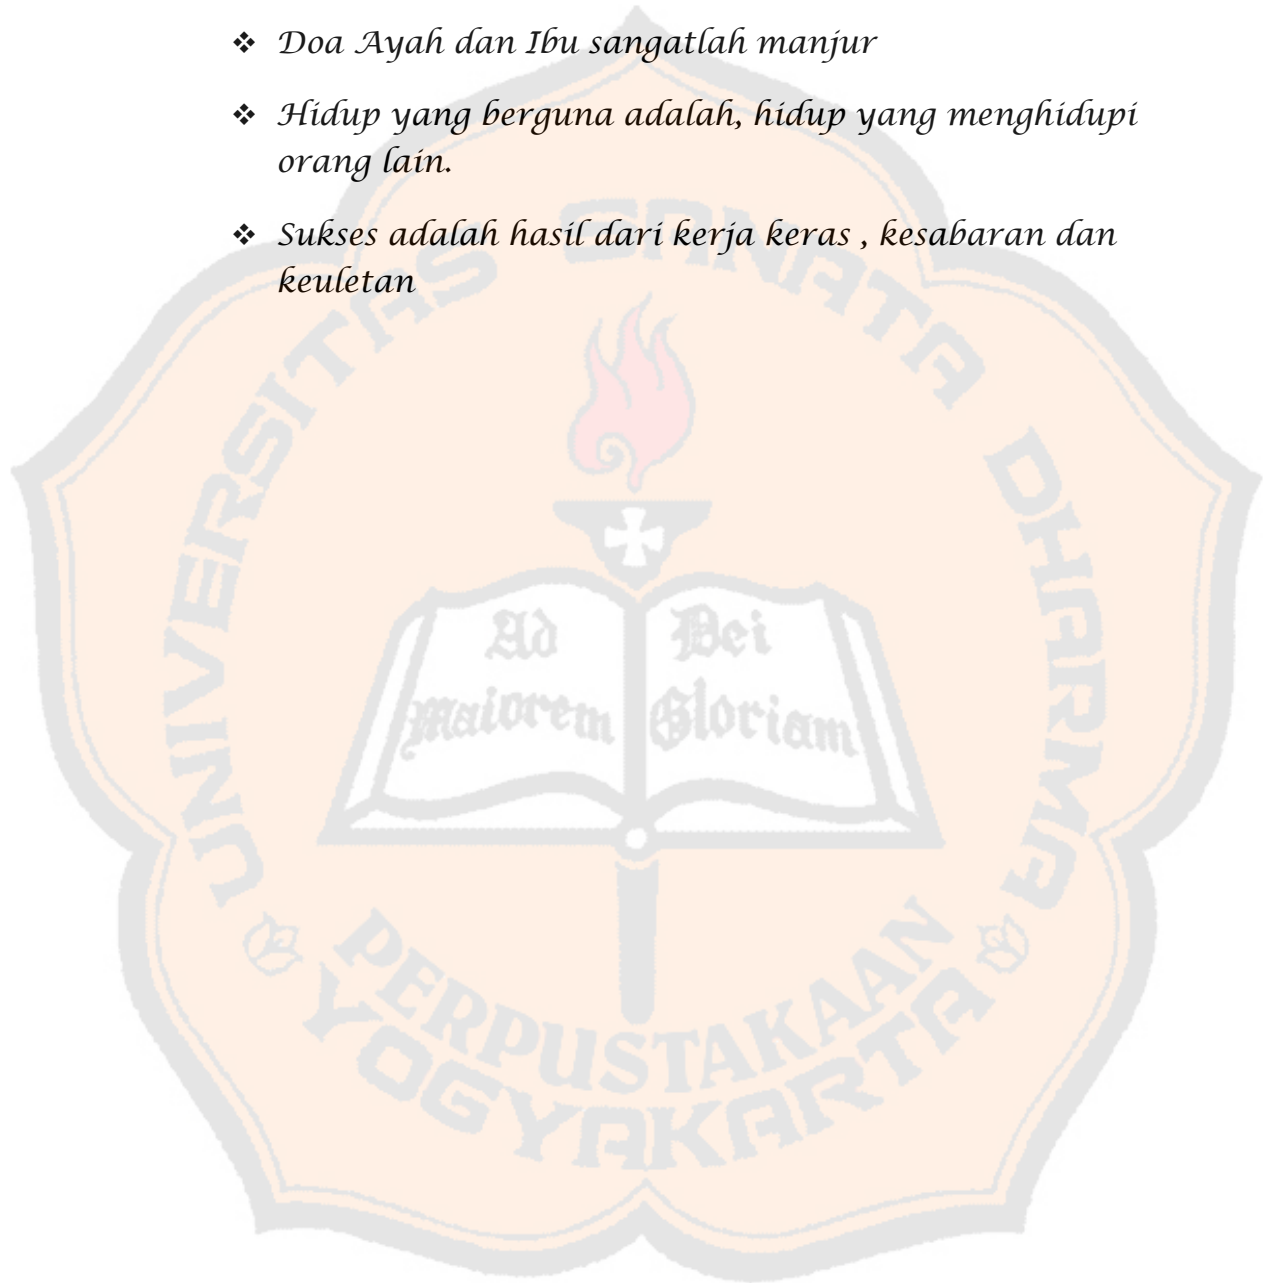 ❖ Doa Ayah dan Ibu sangatlah manjur
❖ Hidup yang berguna adalah, hidup yang menghidupi
orang lain.
❖ Sukses adalah hasil dari kerja keras , kesabaran dan
keuletan
UNIVERSITAS SANATA DHARMA
Ad Dei
Maiorem Gloriam
PERPUSTAKAAN
YOGYAKARTA